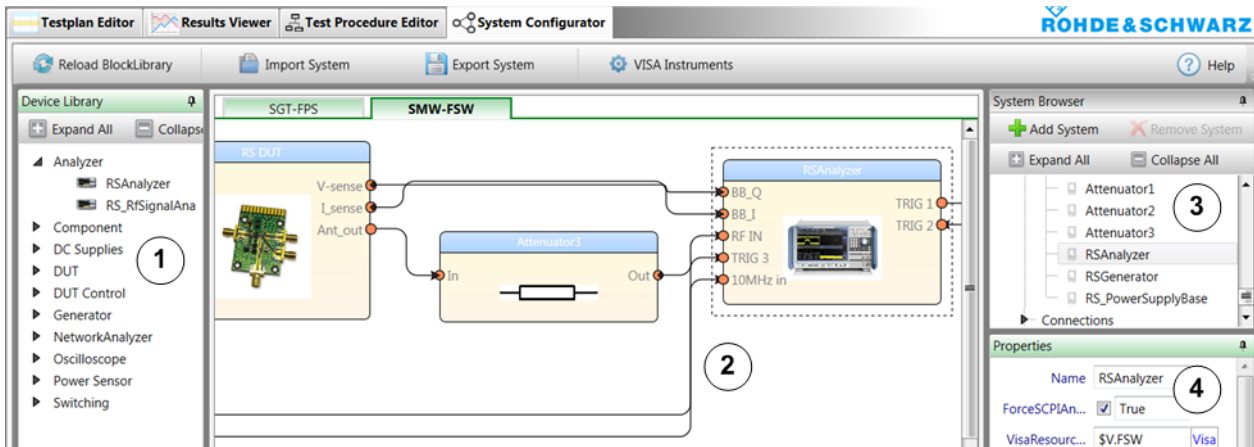 Testplan Editor Results Viewer Test Procedure Editor System Configurator ROHDE&SCHWARZ
Reload BlockLibrary Import System Export System VISA Instruments Help
Device Library
Expand All Collaps
Analyzer
RSAnalyzer
RS_RfSignalAna
Component
DC Supplies
DUT
DUT Control
Generator
NetworkAnalyzer
Oscilloscope
Power Sensor
Switching
1
SGT-FPS SMW-FSW
RS DUT
V-sense
I_sense
Ant_out
Attenuator3
In Out
RSAnalyzer
BB_Q
BB_I
RF IN
TRIG 3
10MHz in
TRIG 1
TRIG 2
2
System Browser
Add System Remove System
Expand All Collapse All
Attenuator1
Attenuator2
Attenuator3
RSAnalyzer
RSGenerator
RS_PowerSupplyBase
Connections
3
Properties
Name RSAnalyzer
ForceSCPIAn... True
VisaResourc... $V.FSW Visa
4